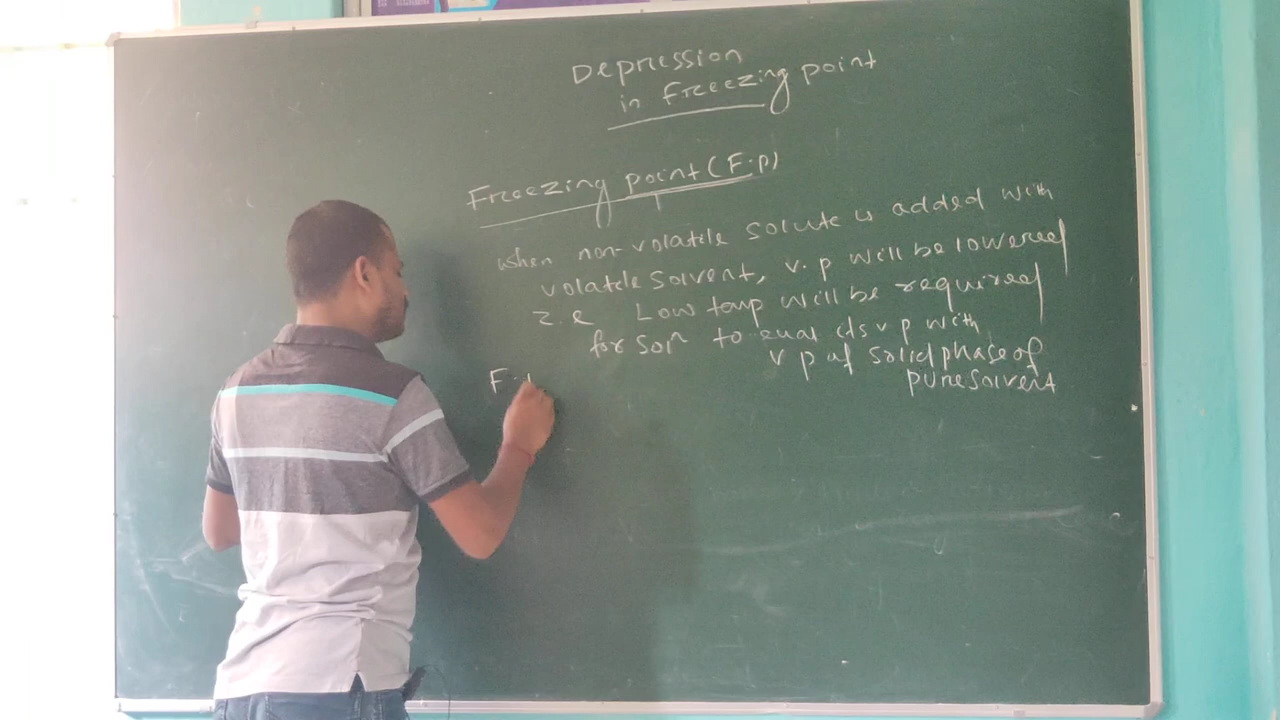 Depression
in freezing point
Freezing point (F.p)
when non-volatile solute is added with
volatile solvent, v.p will be lowered
i.e Low temp will be required
for soln to equal its v p with
v p of solid phase of
pure solvent
F.